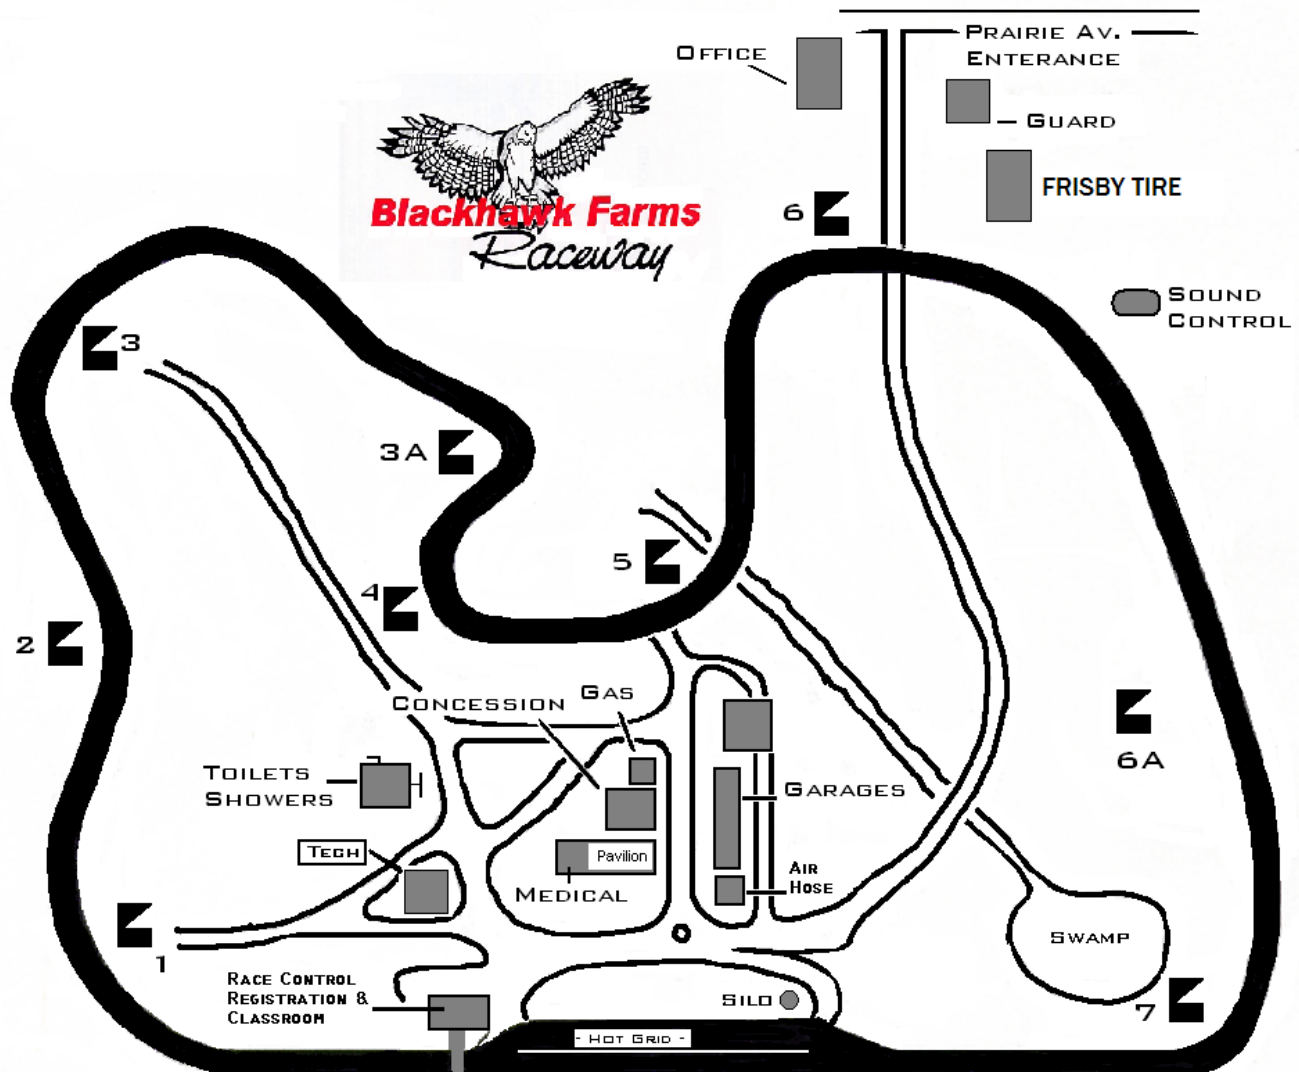 OFFICE
PRAIRIE AV.
ENTERANCE
GUARD
FRISBY TIRE
6
Blackhawk Farms
Raceway
SOUND
CONTROL
3
3A
5
4
2
CONCESSION
GAS
6A
TOILETS
SHOWERS
GARAGES
TECH
Pavilion
AIR
HOSE
MEDICAL
1
SWAMP
RACE CONTROL
REGISTRATION &
CLASSROOM
SILO
7
- HOT GRID -